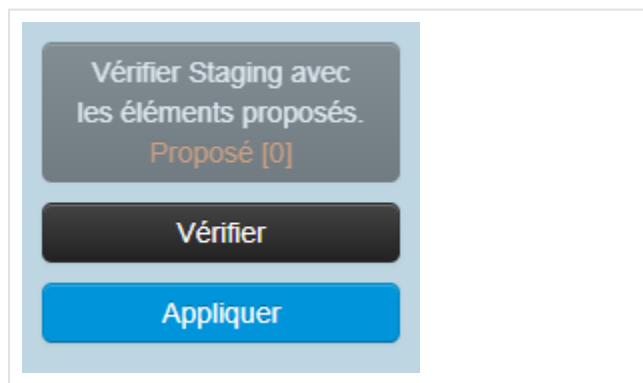 Vérifier Staging avec
les éléments proposés.
Proposé [0]
Vérifier
Appliquer